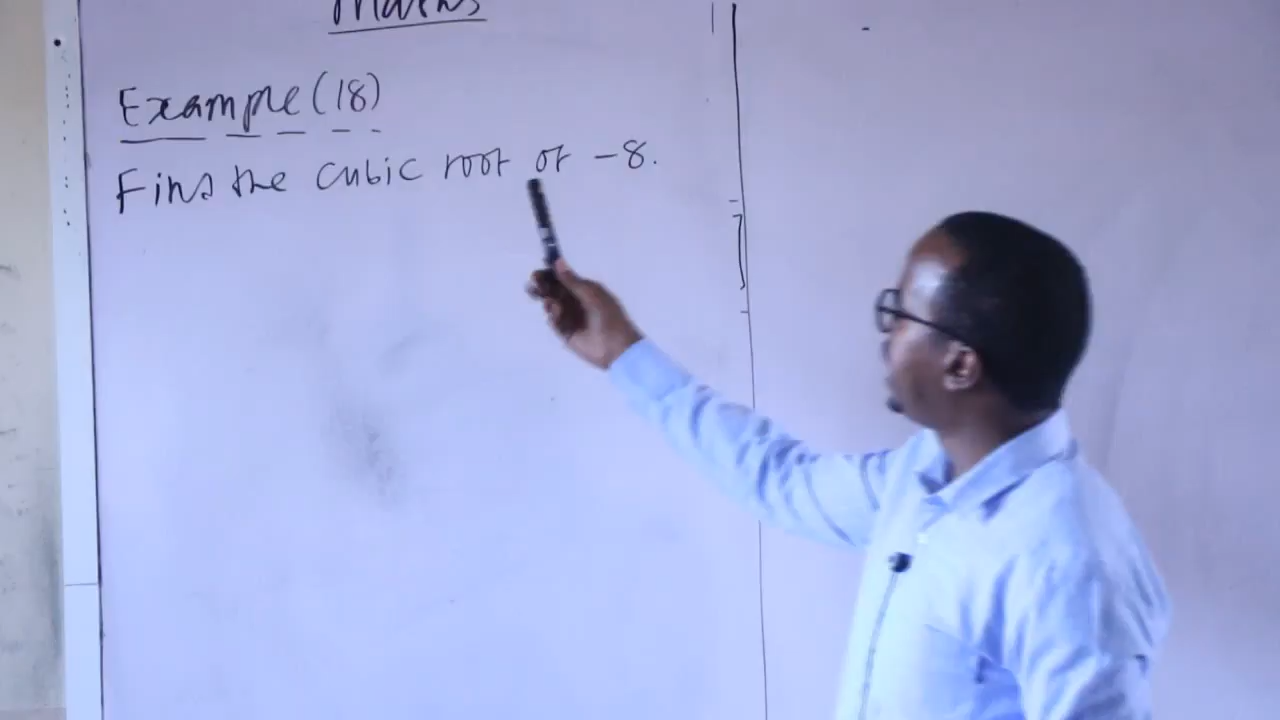 Maths
Example (18)
Find the cubic root of -8.